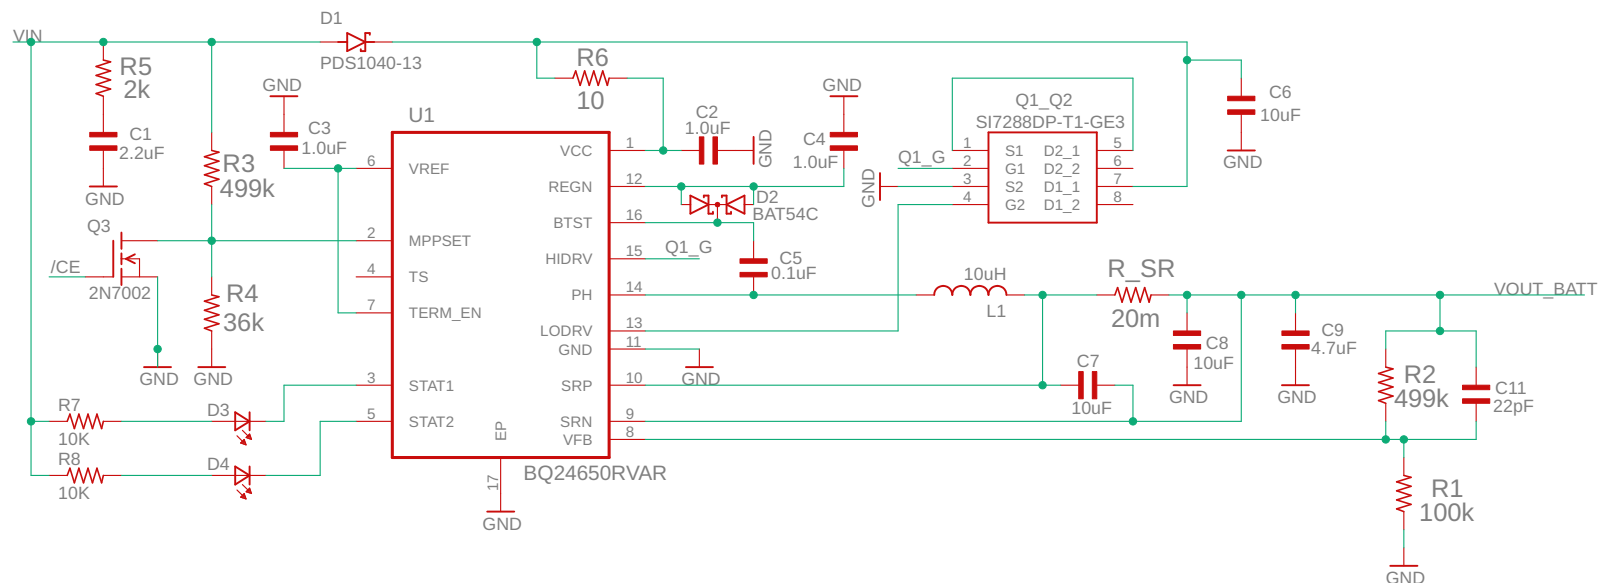 VIN
D1
PDS1040-13
R5
2k
C1
2.2uF
GND
R3
499k
GND
C3
1.0uF
R6
10
C2
1.0uF
GND
GND
C4
1.0uF
Q1_Q2
SI7288DP-T1-GE3
1 S1 D2_1 5
2 G1 D2_2 6
3 S2 D1_1 7
4 G2 D1_2 8
Q1_G
GND
C6
10uF
GND
U1
6 VREF
2 MPPSET
4 TS
7 TERM_EN
3 STAT1
5 STAT2
VCC 1
REGN 12
BTST 16
HIDRV 15
PH 14
LODRV 13
GND 11
SRP 10
SRN 9
VFB 8
EP
17
BQ24650RVAR
GND
D2
BAT54C
Q1_G
C5
0.1uF
GND
Q3
/CE
2N7002
GND
R4
36k
GND
R7
10K
D3
R8
10K
D4
10uH
L1
R_SR
20m
C7
10uF
C8
10uF
GND
C9
4.7uF
GND
VOUT_BATT
R2
499k
C11
22pF
R1
100k
GND